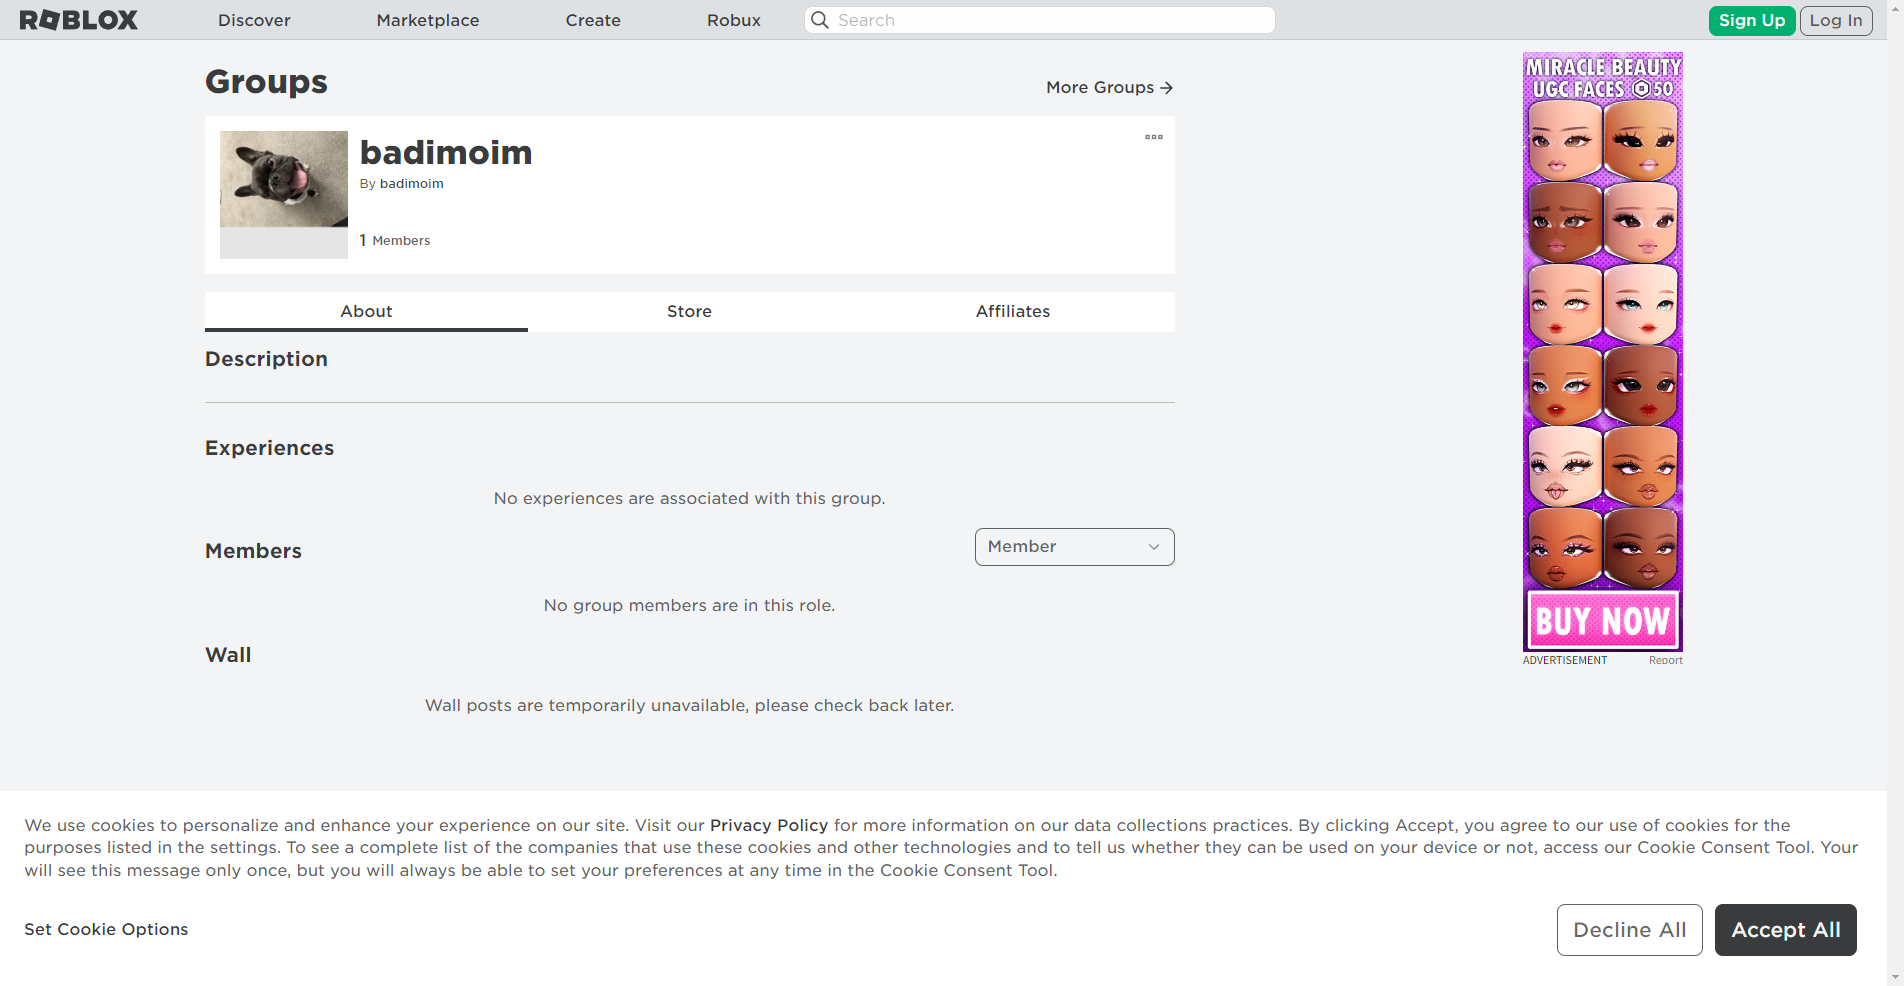 ROBLOX
Discover
Marketplace
Create
Robux
Search
Sign Up
Log In
Groups
More Groups
badimoim
By badimoim
1 Members
About
Store
Affiliates
Description
Experiences
No experiences are associated with this group.
Members
Member
No group members are in this role.
Wall
Wall posts are temporarily unavailable, please check back later.
MIRACLE BEAUTY
UGC FACES 50
BUY NOW
ADVERTISEMENT
Report
We use cookies to personalize and enhance your experience on our site. Visit our Privacy Policy for more information on our data collections practices. By clicking Accept, you agree to our use of cookies for the
purposes listed in the settings. To see a complete list of the companies that use these cookies and other technologies and to tell us whether they can be used on your device or not, access our Cookie Consent Tool. Your
will see this message only once, but you will always be able to set your preferences at any time in the Cookie Consent Tool.
Set Cookie Options
Decline All
Accept All